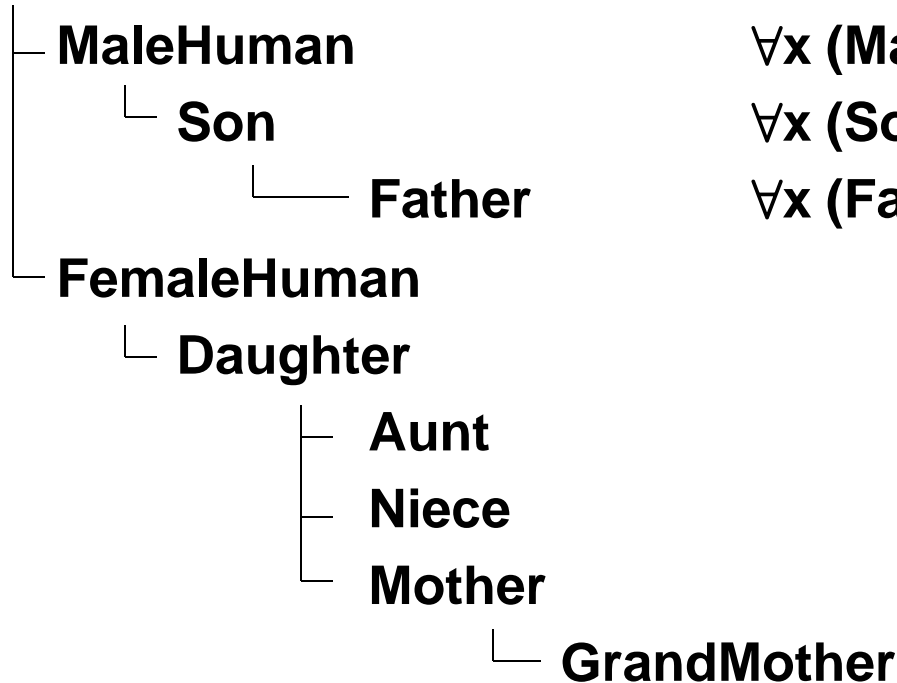 MaleHuman ∀x (Ma
Son ∀x (So
Father ∀x (Fa
FemaleHuman
Daughter
Aunt
Niece
Mother
GrandMother